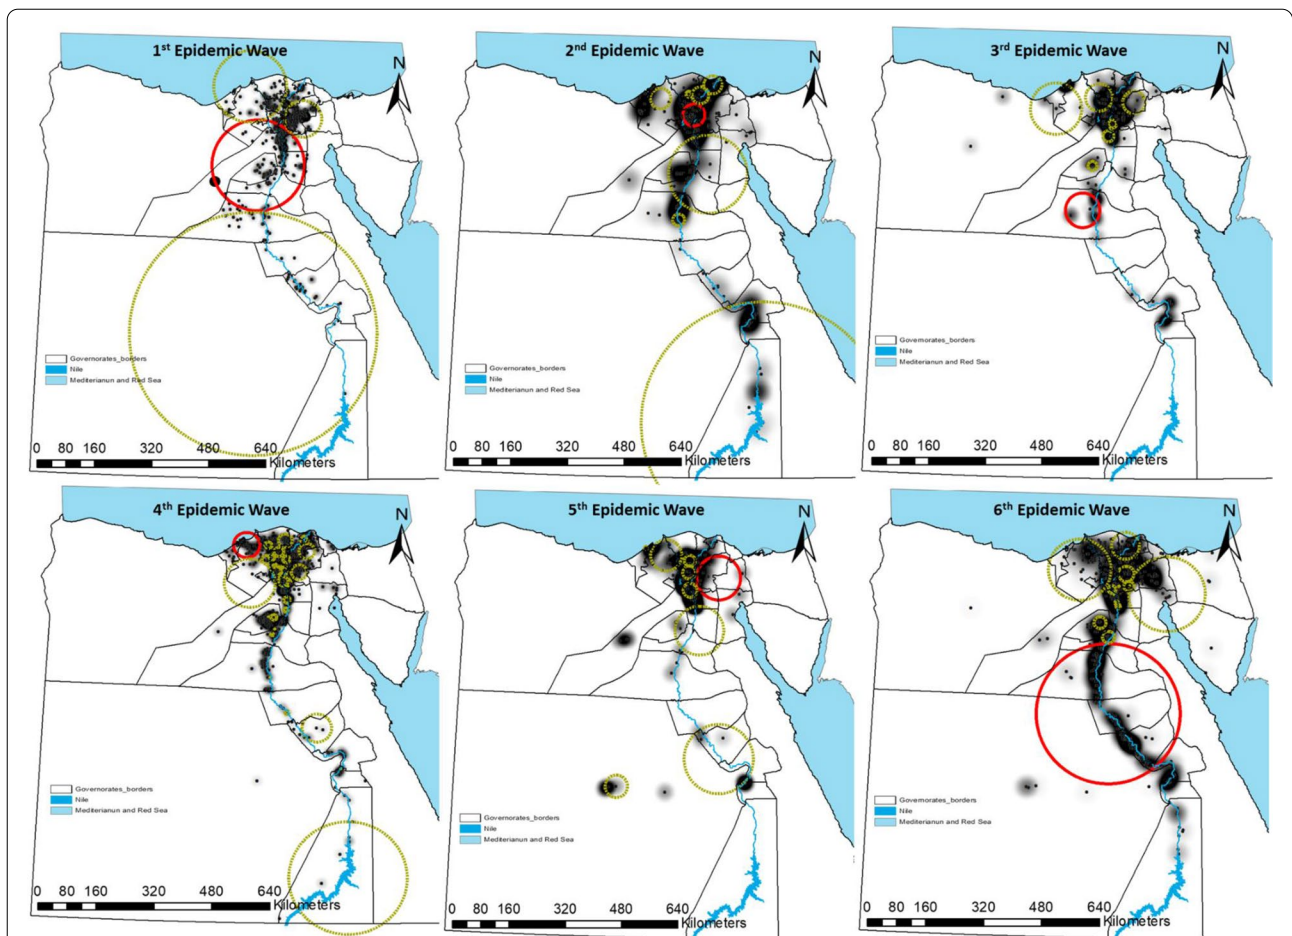 1st Epidemic Wave
N
Governorates_borders
Nile
Mediterianun and Red Sea
0 80 160 320 480 640
Kilometers
2nd Epidemic Wave
N
Governorates_borders
Nile
Mediterianun and Red Sea
0 80 160 320 480 640
Kilometers
3rd Epidemic Wave
N
Governorates_borders
Nile
Mediterianun and Red Sea
0 80 160 320 480 640
Kilometers
4th Epidemic Wave
N
Governorates_borders
Nile
Mediterianun and Red Sea
0 80 160 320 480 640
Kilometers
5th Epidemic Wave
N
Governorates_borders
Nile
Mediterianun and Red Sea
0 80 160 320 480 640
Kilometers
6th Epidemic Wave
N
Governorates_borders
Nile
Mediterianun and Red Sea
0 80 160 320 480 640
Kilometers